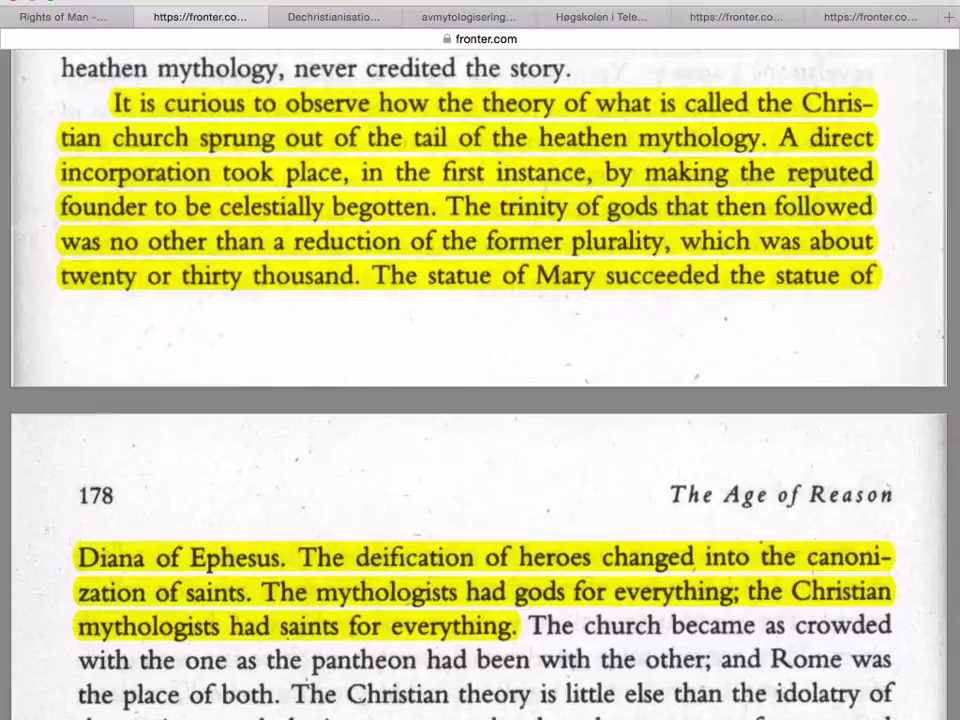 Rights of Man -...
https://fronter.co...
Dechristianisatio...
avmytologisering...
Høgskolen i Tele...
https://fronter.co...
https://fronter.co...
fronter.com
heathen mythology, never credited the story.
It is curious to observe how the theory of what is called the Chris-
tian church sprung out of the tail of the heathen mythology. A direct
incorporation took place, in the first instance, by making the reputed
founder to be celestially begotten. The trinity of gods that then followed
was no other than a reduction of the former plurality, which was about
twenty or thirty thousand. The statue of Mary succeeded the statue of
178
The Age of Reason
Diana of Ephesus. The deification of heroes changed into the canoni-
zation of saints. The mythologists had gods for everything; the Christian
mythologists had saints for everything. The church became as crowded
with the one as the pantheon had been with the other; and Rome was
the place of both. The Christian theory is little else than the idolatry of